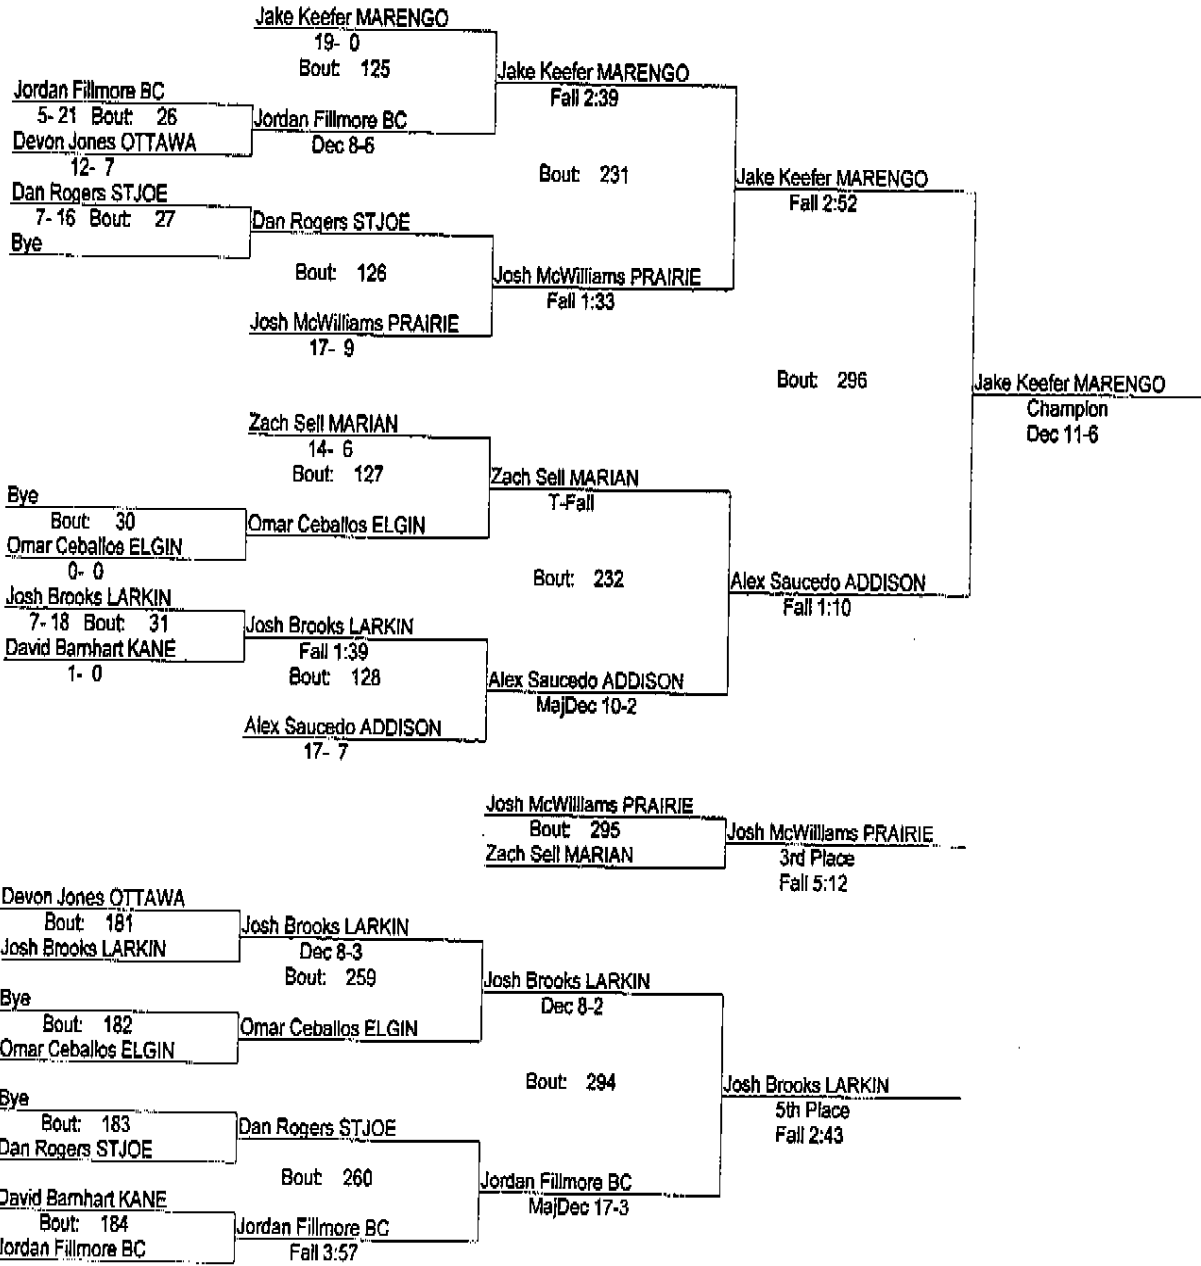 Jake Keefer MARENGO
19- 0
Bout: 125
Jake Keefer MARENGO
Fall 2:39
Jordan Fillmore BC
5- 21 Bout: 26
Jordan Fillmore BC
Dec 8-6
Devon Jones OTTAWA
12- 7
Bout: 231
Jake Keefer MARENGO
Fall 2:52
Dan Rogers STJOE
7- 16 Bout: 27
Dan Rogers STJOE
Bye
Bout: 126
Josh McWilliams PRAIRIE
Fall 1:33
Josh McWilliams PRAIRIE
17- 9
Bout: 296
Jake Keefer MARENGO
Champion
Dec 11-6
Zach Sell MARIAN
14- 6
Bout: 127
Zach Sell MARIAN
T-Fall
Bye
Bout: 30
Omar Ceballos ELGIN
Omar Ceballos ELGIN
0- 0
Bout: 232
Alex Saucedo ADDISON
Fall 1:10
Josh Brooks LARKIN
7- 18 Bout: 31
Josh Brooks LARKIN
Fall 1:39
David Barnhart KANE
1- 0
Bout: 128
Alex Saucedo ADDISON
MajDec 10-2
Alex Saucedo ADDISON
17- 7
Josh McWilliams PRAIRIE
Bout: 295
Josh McWilliams PRAIRIE
Zach Sell MARIAN
3rd Place
Fall 5:12
Devon Jones OTTAWA
Bout: 181
Josh Brooks LARKIN
Dec 8-3
Josh Brooks LARKIN
Bout: 259
Josh Brooks LARKIN
Dec 8-2
Bye
Bout: 182
Omar Ceballos ELGIN
Omar Ceballos ELGIN
Bout: 294
Josh Brooks LARKIN
5th Place
Fall 2:43
Bye
Bout: 183
Dan Rogers STJOE
Dan Rogers STJOE
Bout: 260
Jordan Fillmore BC
MajDec 17-3
David Barnhart KANE
Bout: 184
Jordan Fillmore BC
Fall 3:57
Jordan Fillmore BC